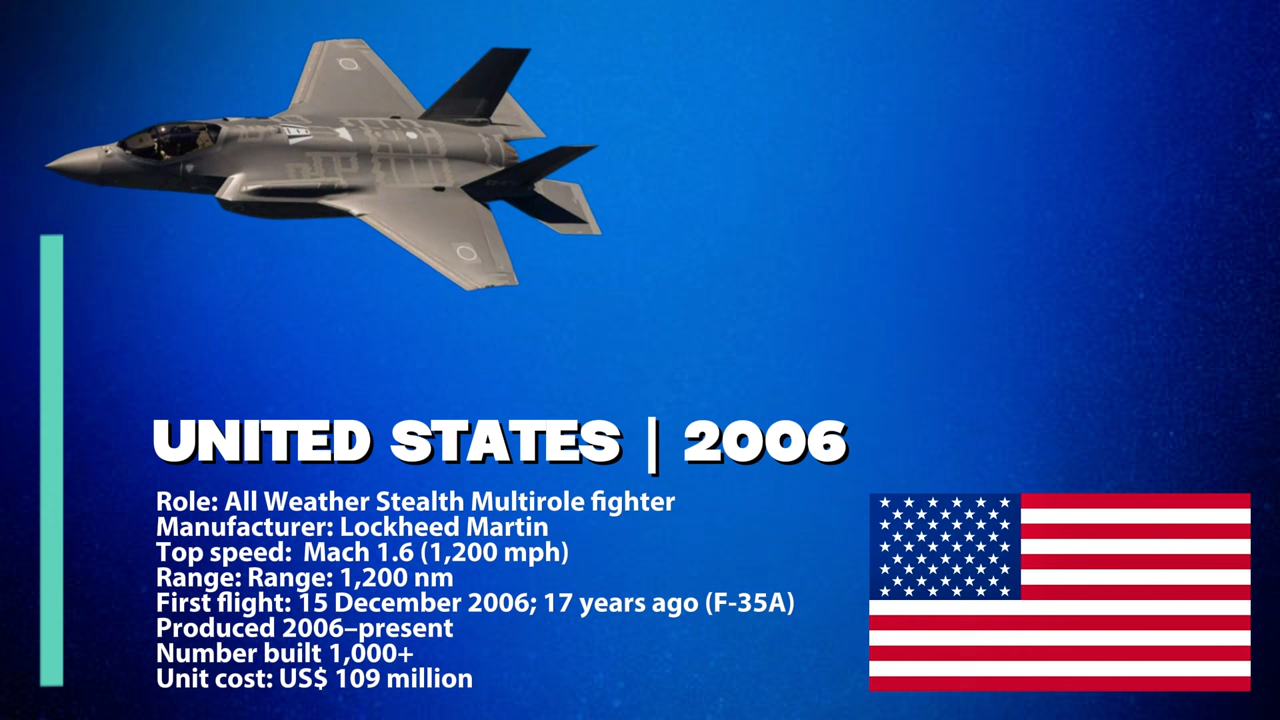 UNITED STATES | 2006
Role: All Weather Stealth Multirole fighter
Manufacturer: Lockheed Martin
Top speed:  Mach 1.6 (1,200 mph)
Range: Range: 1,200 nm
First flight: 15 December 2006; 17 years ago (F-35A)
Produced 2006–present
Number built 1,000+
Unit cost: US$ 109 million